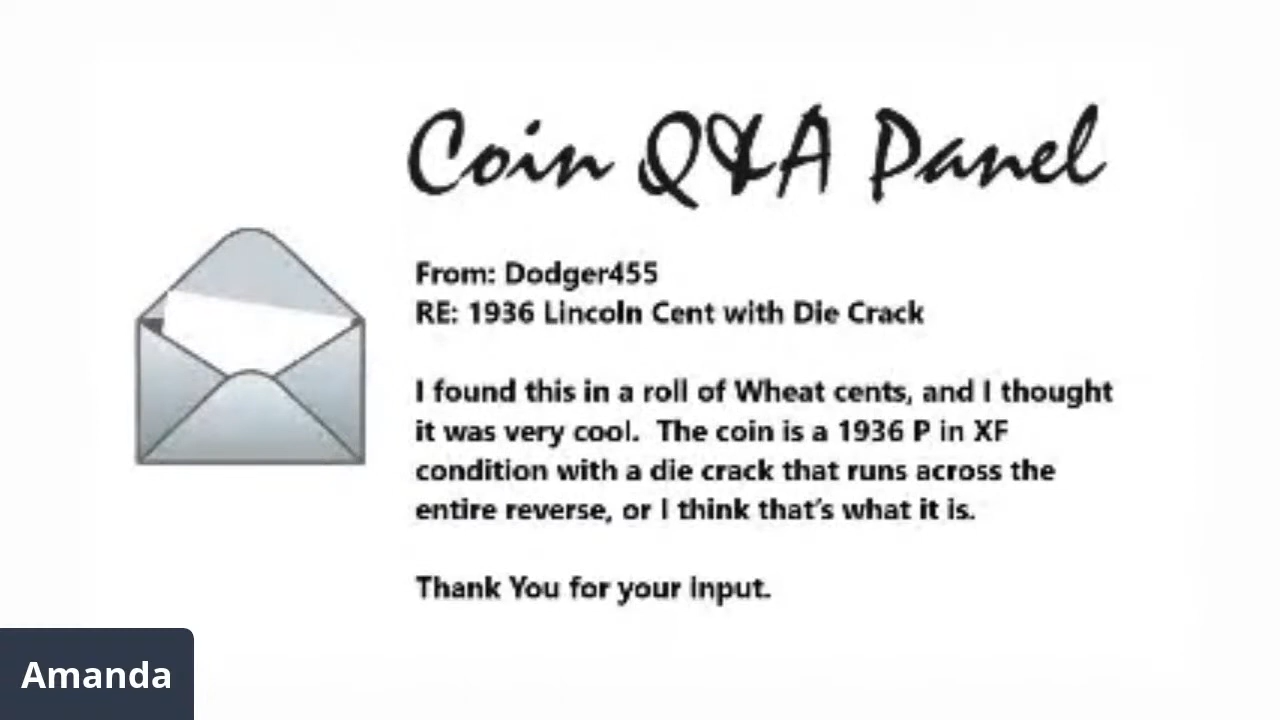 Coin Q&A Panel
From: Dodger455
RE: 1936 Lincoln Cent with Die Crack
I found this in a roll of Wheat cents, and I thought
it was very cool.  The coin is a 1936 P in XF
condition with a die crack that runs across the
entire reverse, or I think that’s what it is.
Thank You for your input.
Amanda